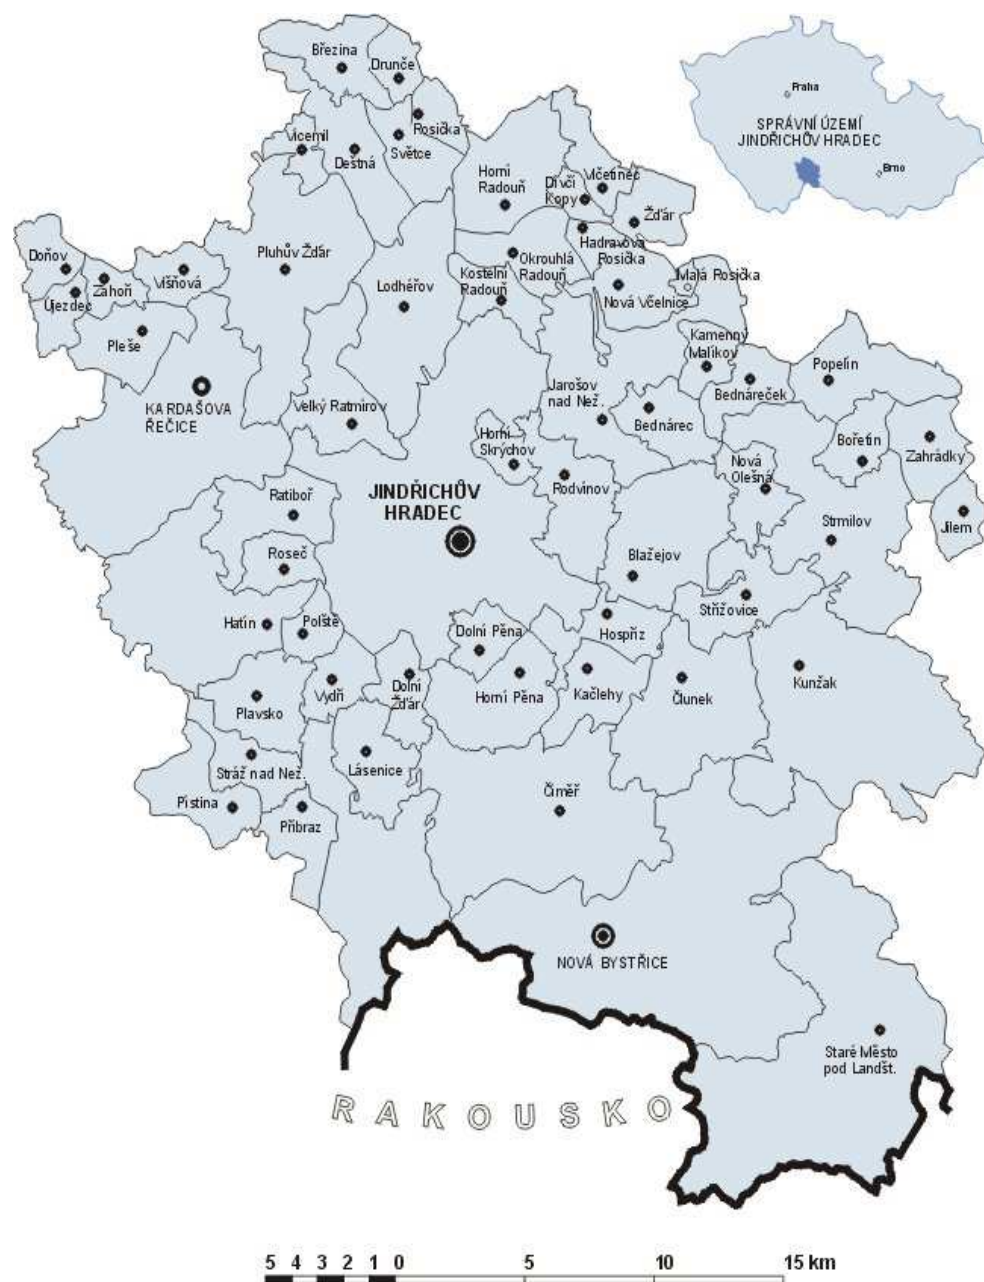 Březina
Drunče
Rosička
Světce
Vícemil
Deštná
Praha
SPRÁVNÍ ÚZEMÍ
JINDŘICHŮV HRADEC
Brno
Horní
Radouň
Dívčí
Kopy
Vlčetínec
Žďár
Hadravova
Rosička
Okrouhlá
Radouň
Kostelní
Radouň
Malá Rosička
Nová Včelnice
Doňov
Újezdec
Záhoří
Višňová
Pluhův Žďár
Lodhéřov
Pleše
KARDAŠOVA
ŘEČICE
Velký Ratmírov
Kamenný
Malíkov
Jarošov
nad Než.
Bednárec
Bednáreček
Popelín
Bořetín
Zahrádky
Jilem
Horní
Skrýchov
Rodvínov
Nová
Olešná
Strmilov
Ratiboř
JINDŘICHŮV
HRADEC
Roseč
Blažejov
Střížovice
Hatín
Polště
Dolní Pěna
Hospříz
Plavsko
Vydří
Dolní
Žďár
Horní Pěna
Kačlehy
Člunek
Kunžak
Stráž nad Než.
Lásenice
Pístina
Příbraz
Číměř
NOVÁ BYSTŘICE
Staré Město
pod Landšt.
RAKOUSKO
5 4 3 2 1 0 5 10 15 km